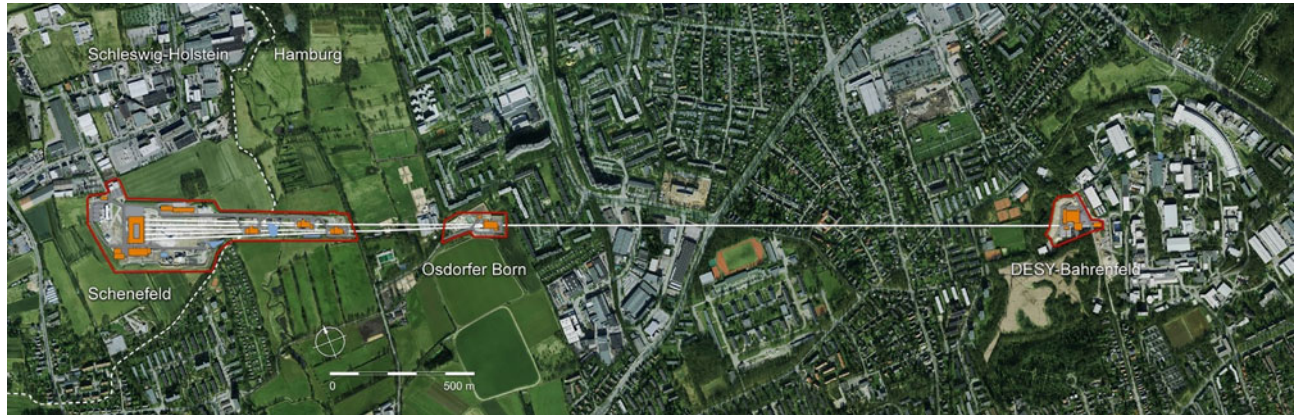 Schleswig-Holstein
Hamburg
Osdorfer Born
DESY-Bahrenfeld
Schenefeld
0
500 m